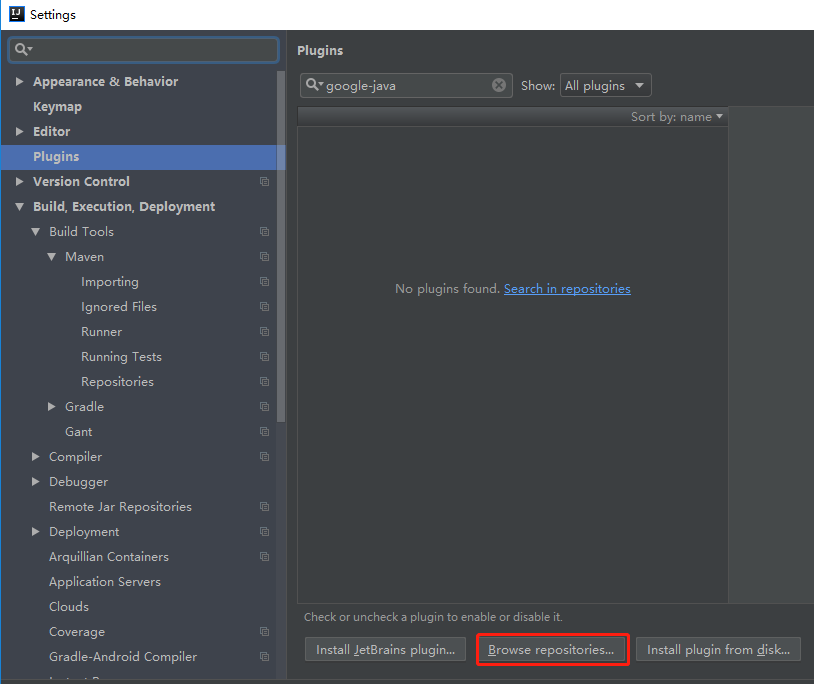 Settings
Appearance & Behavior
Keymap
Editor
Plugins
Version Control
Build, Execution, Deployment
Build Tools
Maven
Importing
Ignored Files
Runner
Running Tests
Repositories
Gradle
Gant
Compiler
Debugger
Remote Jar Repositories
Deployment
Arquillian Containers
Application Servers
Clouds
Coverage
Gradle-Android Compiler
Plugins
google-java
Show: All plugins
Sort by: name
No plugins found. Search in repositories
Check or uncheck a plugin to enable or disable it.
Install JetBrains plugin...
Browse repositories...
Install plugin from disk...